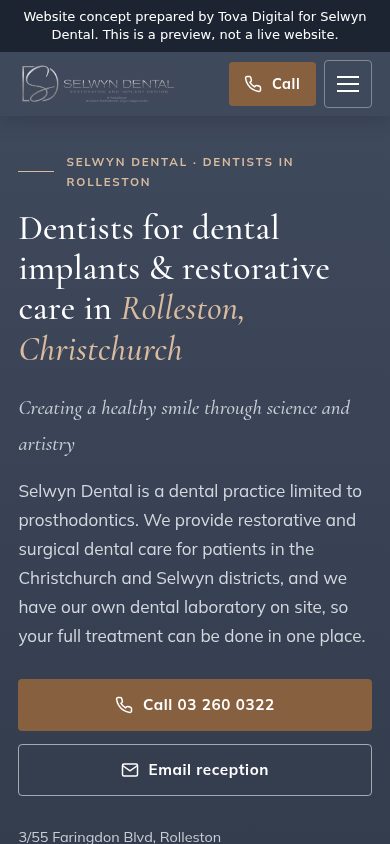 Website concept prepared by Tova Digital for Selwyn
Dental. This is a preview, not a live website.
SELWYN DENTAL
Call
SELWYN DENTAL · DENTISTS IN
ROLLESTON
Dentists for dental
implants & restorative
care in Rolleston,
Christchurch
Creating a healthy smile through science and
artistry
Selwyn Dental is a dental practice limited to
prosthodontics. We provide restorative and
surgical dental care for patients in the
Christchurch and Selwyn districts, and we
have our own dental laboratory on site, so
your full treatment can be done in one place.
Call 03 260 0322
Email reception
3/55 Faringdon Blvd, Rolleston